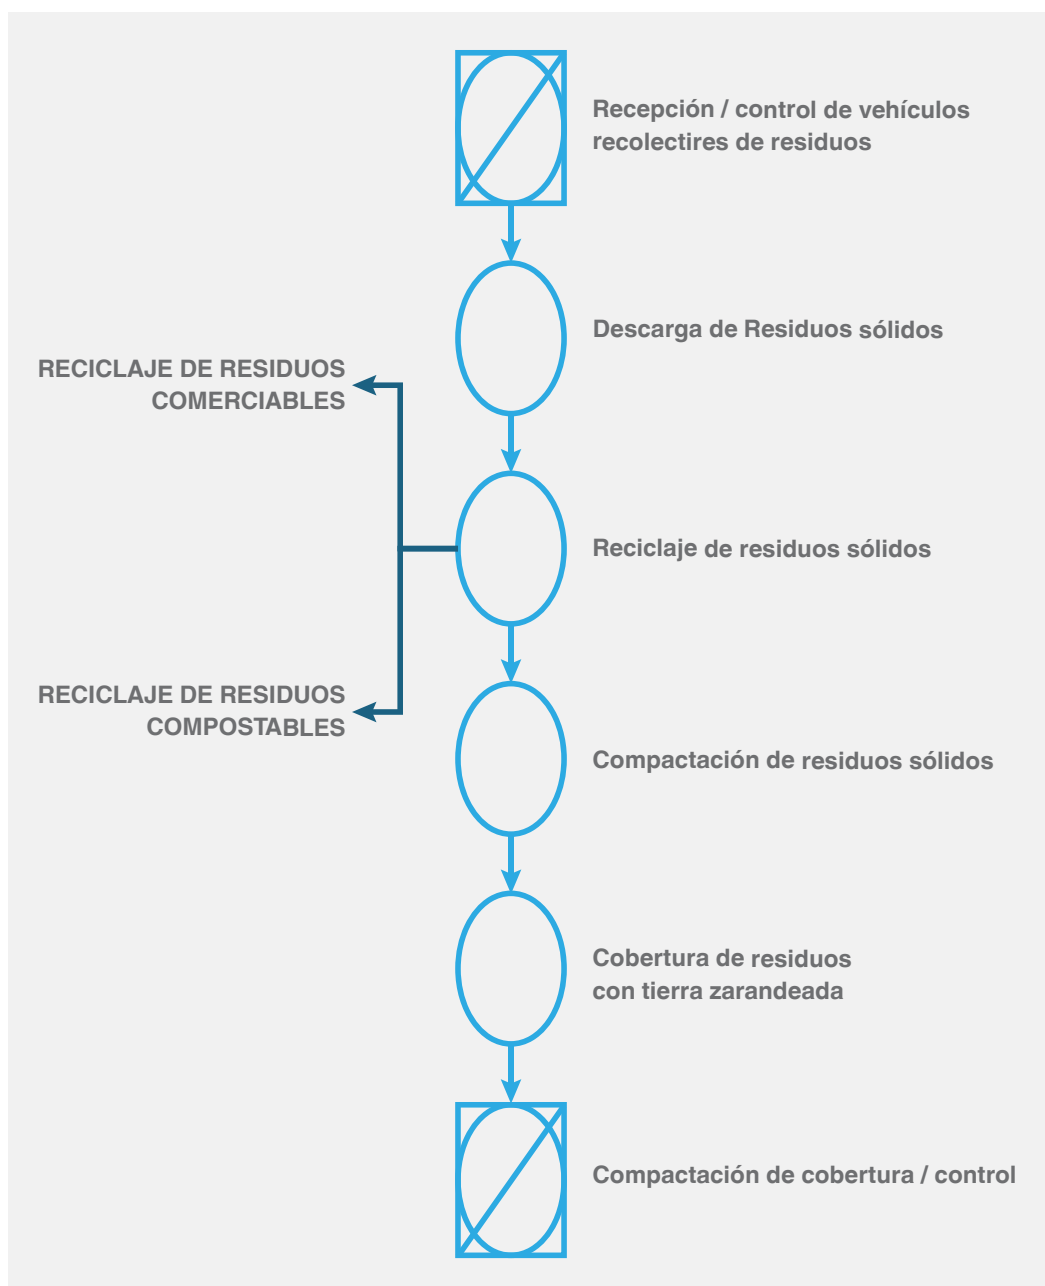 Recepción / control de vehículos
recolectires de residuos
Descarga de Residuos sólidos
RECICLAJE DE RESIDUOS
COMERCIABLES
Reciclaje de residuos sólidos
RECICLAJE DE RESIDUOS
COMPOSTABLES
Compactación de residuos sólidos
Cobertura de residuos
con tierra zarandeada
Compactación de cobertura / control